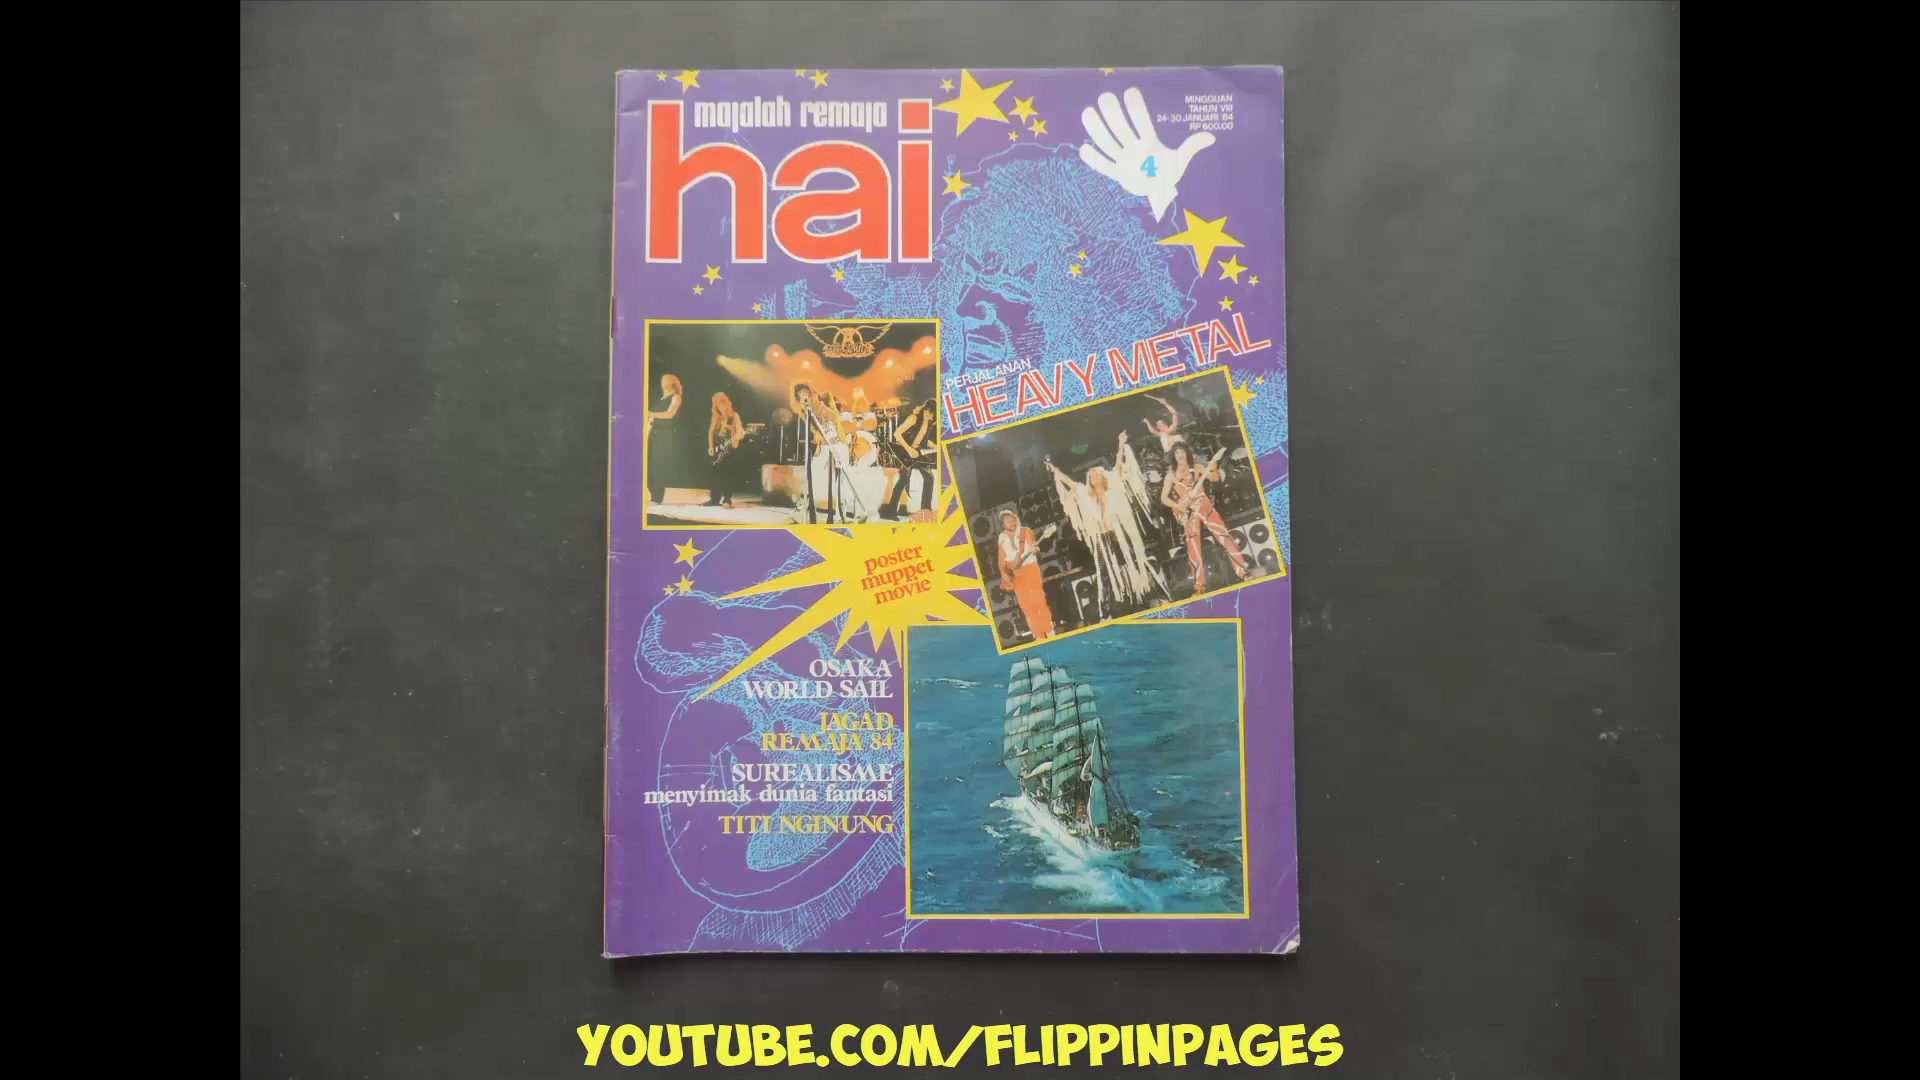 majalah remaja
hai
MINGGUAN
TAHUN VIII
24-30 JANUARI '84
RP 600,00
4
PERJALANAN
HEAVY METAL
poster
muppet
movie
OSAKA
WORLD SAIL
JAGAD
REMAJA 84
SUREALISME
menyimak dunia fantasi
TITI NGINUNG
YOUTUBE.COM/FLIPPINPAGES